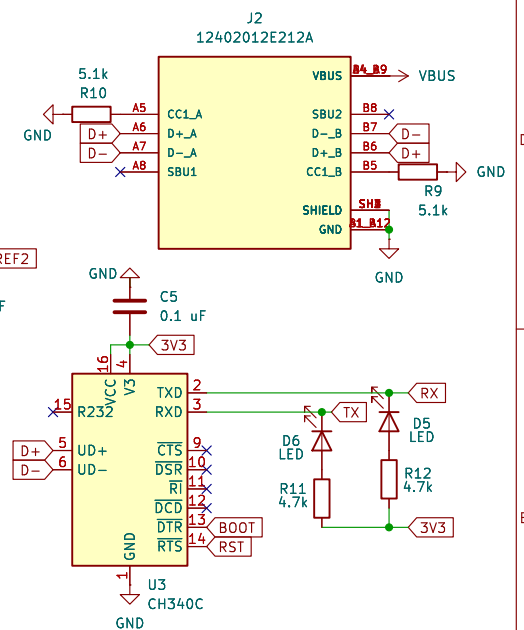 J2
12402012E212A
5.1k
R10
GND
D+
D-
A5
A6
A7
A8
CC1_A
D+_A
D-_A
SBU1
VBUS
SBU2
D-_B
D+_B
CC1_B
SHIELD
GND
B8
B7
B6
B5
VBUS
D-
D+
GND
R9
5.1k
GND
REF2
F
GND
C5
0.1 uF
3V3
16
4
VCC
V3
15
R232
D+
5
UD+
D-
6
UD-
TXD
2
RXD
3
CTS
9
DSR
10
RI
11
DCD
12
DTR
13
BOOT
RTS
14
RST
GND
1
GND
U3
CH340C
RX
TX
D6
LED
D5
LED
R11
4.7k
R12
4.7k
3V3